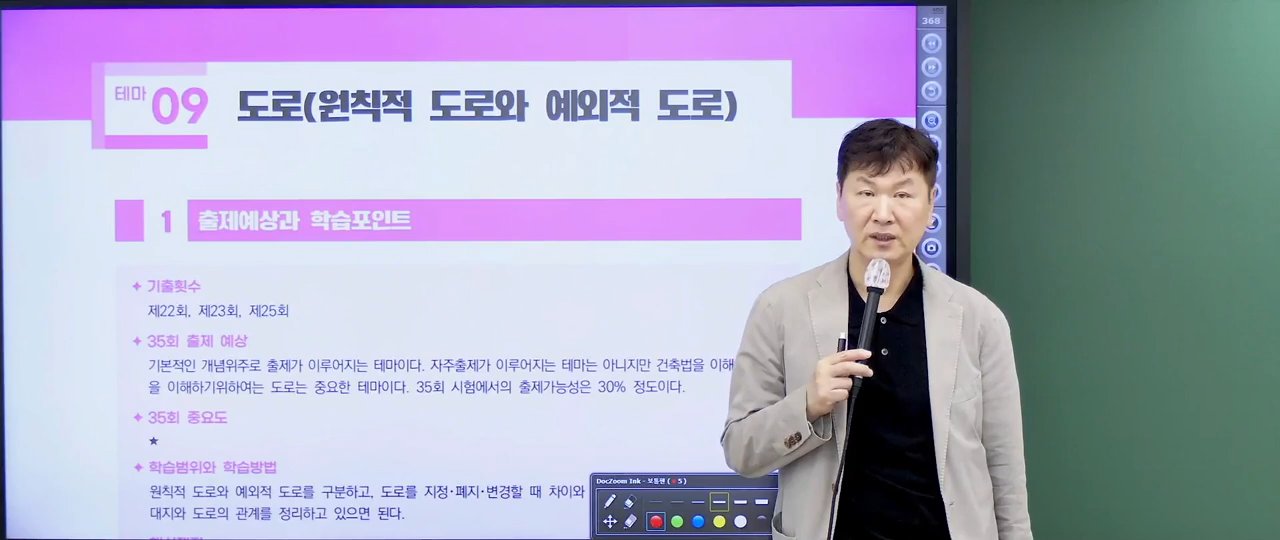 368
테마 09 도로(원칙적 도로와 예외적 도로)
1 출제예상과 학습포인트
✦ 기출횟수
제22회, 제23회, 제25회
✦ 35회 출제 예상
기본적인 개념위주로 출제가 이루어지는 테마이다. 자주출제가 이루어지는 테마는 아니지만 건축법을 이해
을 이해하기위하여는 도로는 중요한 테마이다. 35회 시험에서의 출제가능성은 30% 정도이다.
✦ 35회 중요도
★
✦ 학습범위와 학습방법
원칙적 도로와 예외적 도로를 구분하고, 도로를 지정·폐지·변경할 때 차이와
대지와 도로의 관계를 정리하고 있으면 된다.
DocZoom Ink - 보통펜 ( 5 )